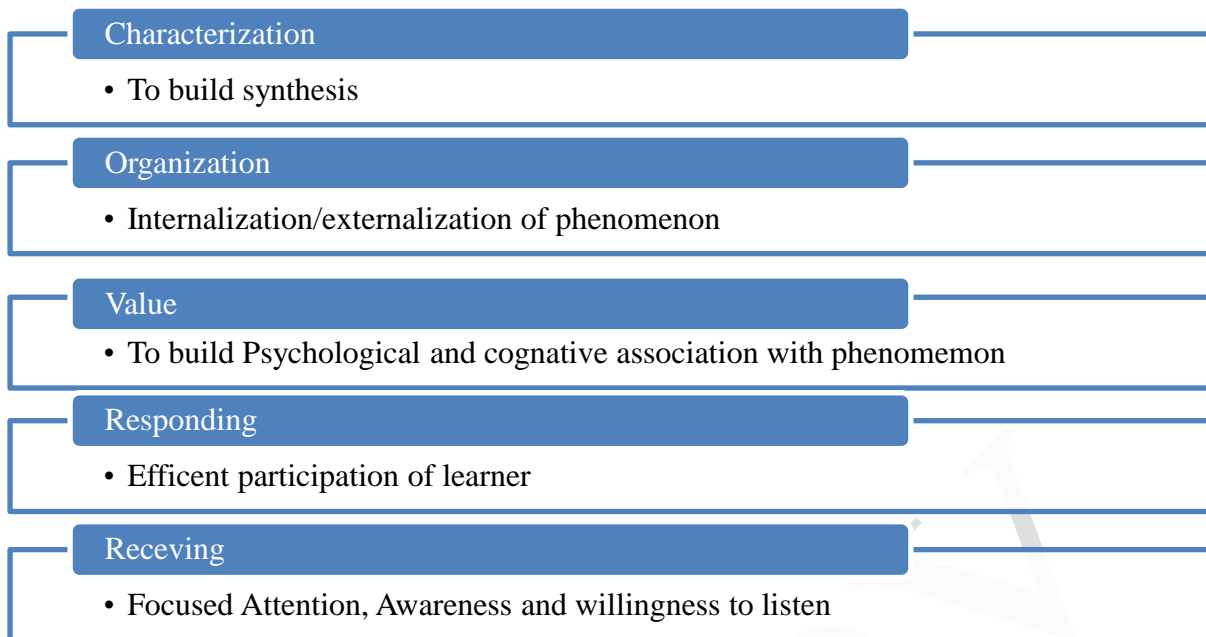 Characterization
• To build synthesis
Organization
• Internalization/externalization of phenomenon
Value
• To build Psychological and cognative association with phenomemon
Responding
• Efficent participation of learner
Receving
• Focused Attention, Awareness and willingness to listen